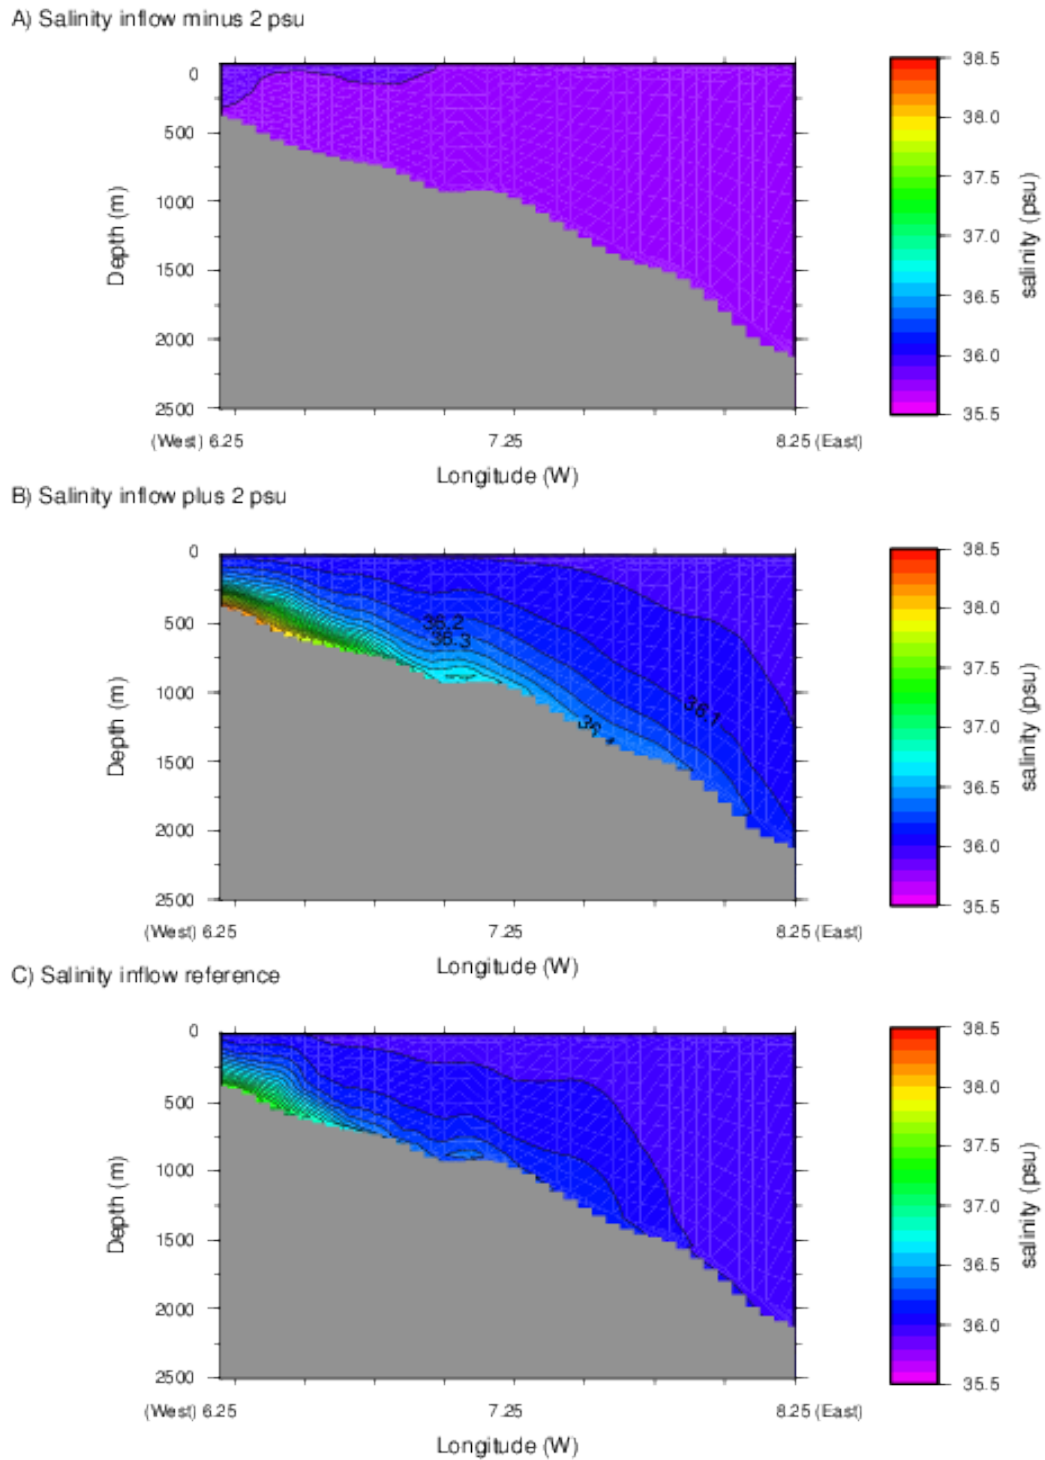 A) Salinity inflow minus 2 psu
0
500
1000
1500
2000
2500
Depth (m)
(West) 6.25
7.25
8.25 (East)
Longitude (W)
38.5
38.0
37.5
37.0
36.5
36.0
35.5
salinity (psu)
B) Salinity inflow plus 2 psu
0
500
1000
1500
2000
2500
Depth (m)
36.2
36.3
36.1
(West) 6.25
7.25
8.25 (East)
Longitude (W)
38.5
38.0
37.5
37.0
36.5
36.0
35.5
salinity (psu)
C) Salinity inflow reference
0
500
1000
1500
2000
2500
Depth (m)
(West) 6.25
7.25
8.25 (East)
Longitude (W)
38.5
38.0
37.5
37.0
36.5
36.0
35.5
salinity (psu)